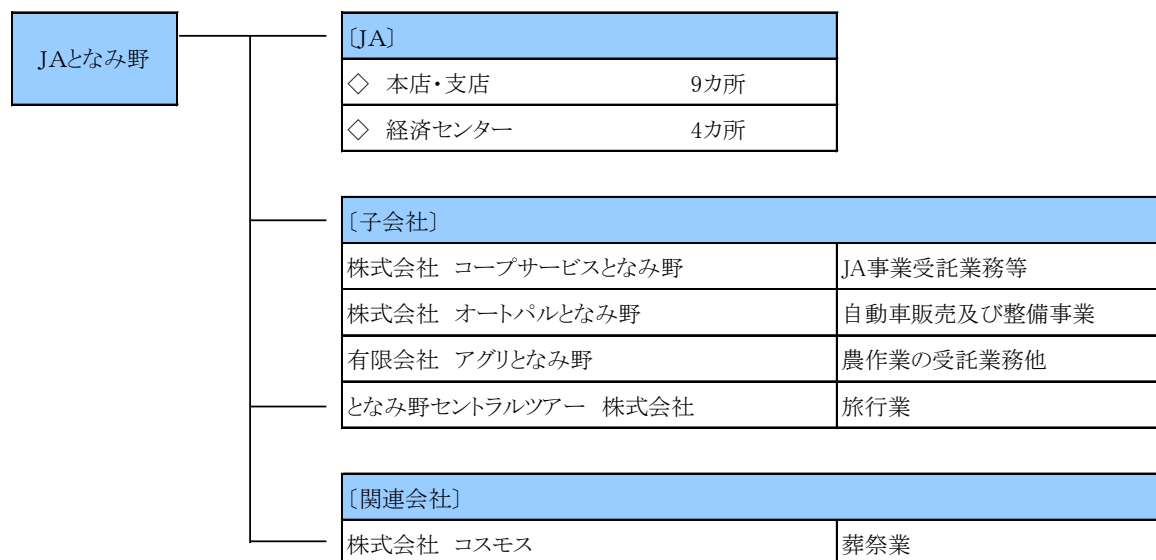 JAとなみ野
〔JA〕
◇ 本店・支店 9カ所
◇ 経済センター 4カ所
〔子会社〕
株式会社 コープサービスとなみ野 JA事業受託業務等
株式会社 オートパルとなみ野 自動車販売及び整備事業
有限会社 アグリとなみ野 農作業の受託業務他
となみ野セントラルツアー 株式会社 旅行業
〔関連会社〕
株式会社 コスモス 葬祭業